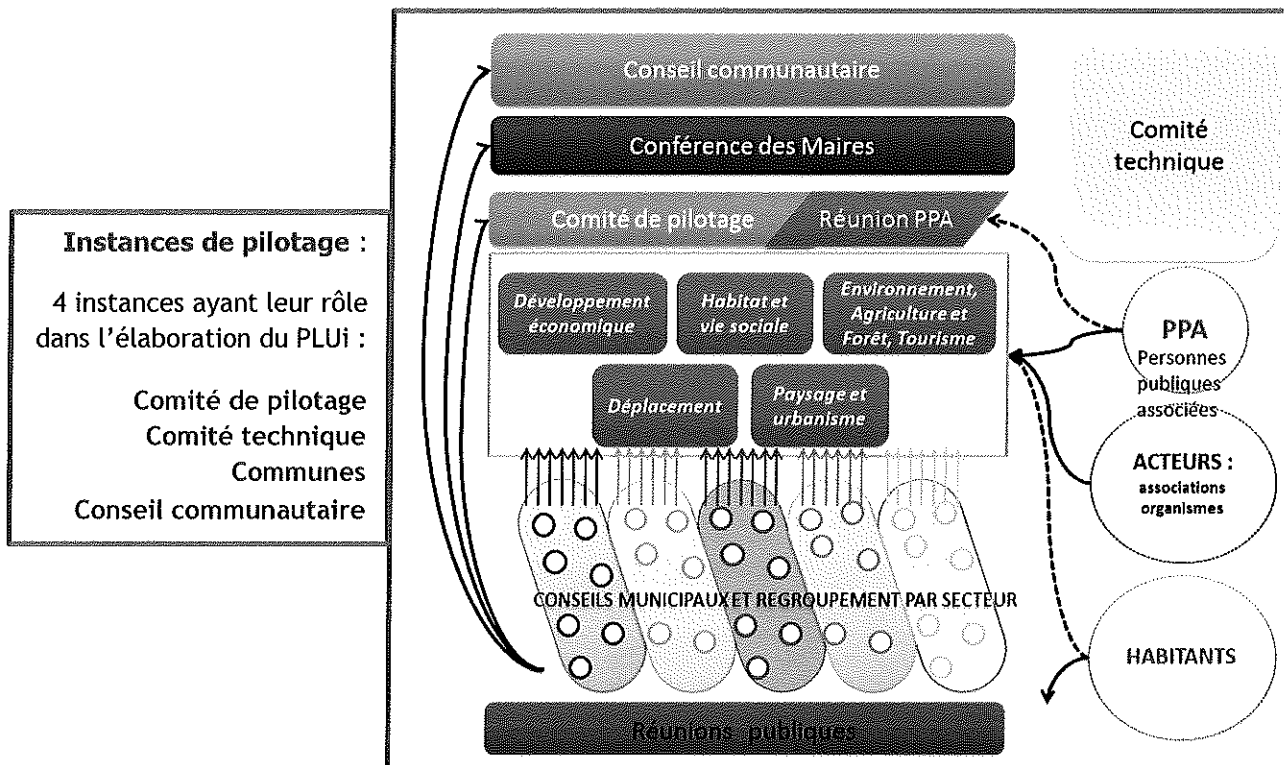 Instances de pilotage :
4 instances ayant leur rôle
dans l'élaboration du PLUi :
Comité de pilotage
Comité technique
Communes
Conseil communautaire
Conseil communautaire
Conférence des Maires
Comité de pilotage
Réunion PPA
Développement
économique
Habitat et
vie sociale
Environnement,
Agriculture et
Forêt, Tourisme
Déplacement
Paysage et
urbanisme
CONSEILS MUNICIPAUX ET REGROUPEMENT PAR SECTEUR
Réunions publiques
Comité
technique
PPA
Personnes
publiques
associées
ACTEURS :
associations
organismes
HABITANTS